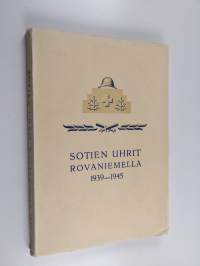 SOTIEN UHRIT
ROVANIEMELLÄ
1939—1945